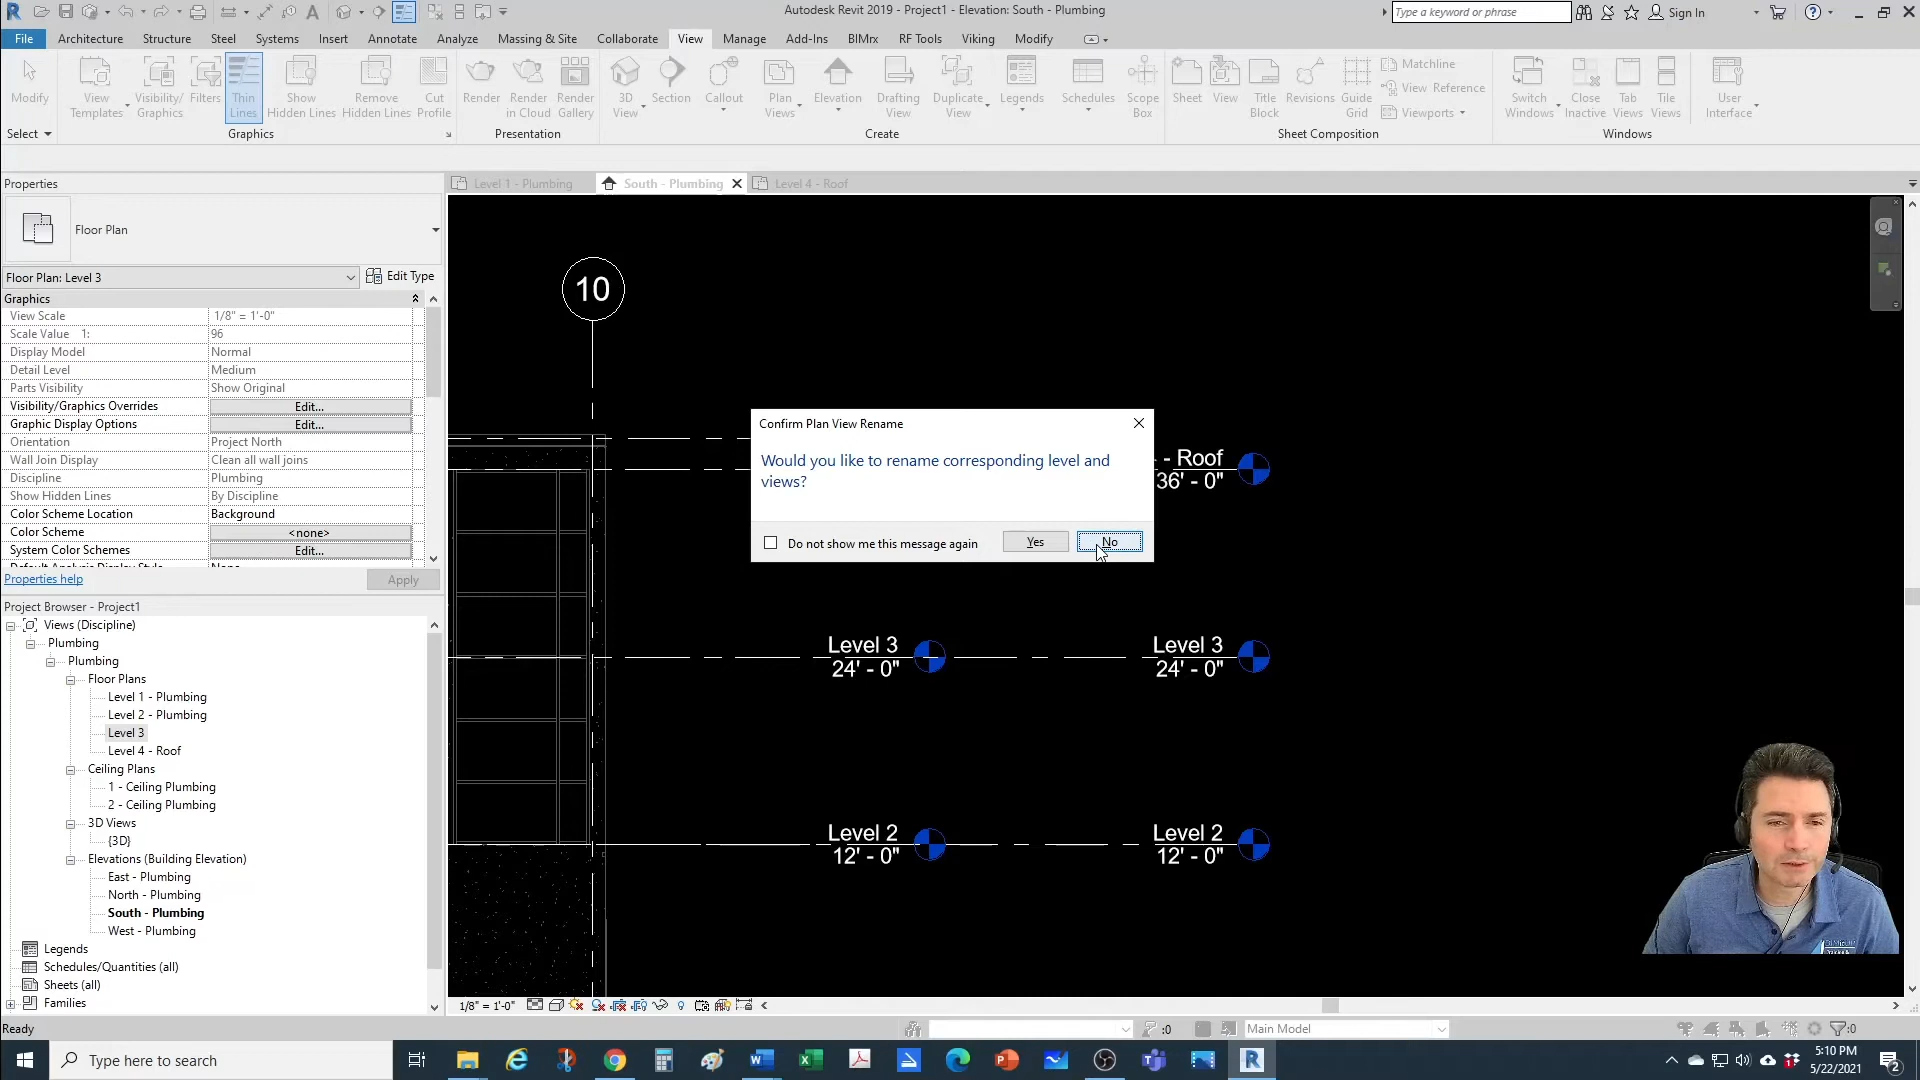 Autodesk Revit 2019 - Project1 - Elevation: South - Plumbing
Type a keyword or phrase
Sign In
File Architecture Structure Steel Systems Insert Annotate Analyze Massing & Site Collaborate View Manage Add-Ins BIMrx RF Tools Viking Modify
Modify
View Templates
Visibility/ Graphics
Filters
Thin Lines
Show Hidden Lines
Remove Hidden Lines
Cut Profile
Render
Render in Cloud
Render Gallery
3D View
Section
Callout
Plan Views
Elevation
Drafting View
Duplicate View
Legends
Schedules
Scope Box
Sheet
View
Title Block
Revisions
Guide Grid
Matchline
View Reference
Viewports
Switch Windows
Close Inactive
Tab Views
Tile Views
User Interface
Select
Graphics
Presentation
Create
Sheet Composition
Windows
Properties
Floor Plan
Floor Plan: Level 3
Edit Type
Graphics
View Scale 1/8" = 1'-0"
Scale Value 1: 96
Display Model Normal
Detail Level Medium
Parts Visibility Show Original
Visibility/Graphics Overrides Edit...
Graphic Display Options Edit...
Orientation Project North
Wall Join Display Clean all wall joins
Discipline Plumbing
Show Hidden Lines By Discipline
Color Scheme Location Background
Color Scheme <none>
System Color Schemes Edit...
Properties help
Apply
Project Browser - Project1
Views (Discipline)
Plumbing
Plumbing
Floor Plans
Level 1 - Plumbing
Level 2 - Plumbing
Level 3
Level 4 - Roof
Ceiling Plans
1 - Ceiling Plumbing
2 - Ceiling Plumbing
3D Views
{3D}
Elevations (Building Elevation)
East - Plumbing
North - Plumbing
South - Plumbing
West - Plumbing
Legends
Schedules/Quantities (all)
Sheets (all)
Families
Level 1 - Plumbing
South - Plumbing
Level 4 - Roof
10
Confirm Plan View Rename
Would you like to rename corresponding level and
views?
Do not show me this message again
Yes
No
- Roof
36' - 0"
Level 3
24' - 0"
Level 3
24' - 0"
Level 2
12' - 0"
Level 2
12' - 0"
1/8" = 1'-0"
Ready
:0
Main Model
:0
Type here to search
5:10 PM
5/22/2021
2